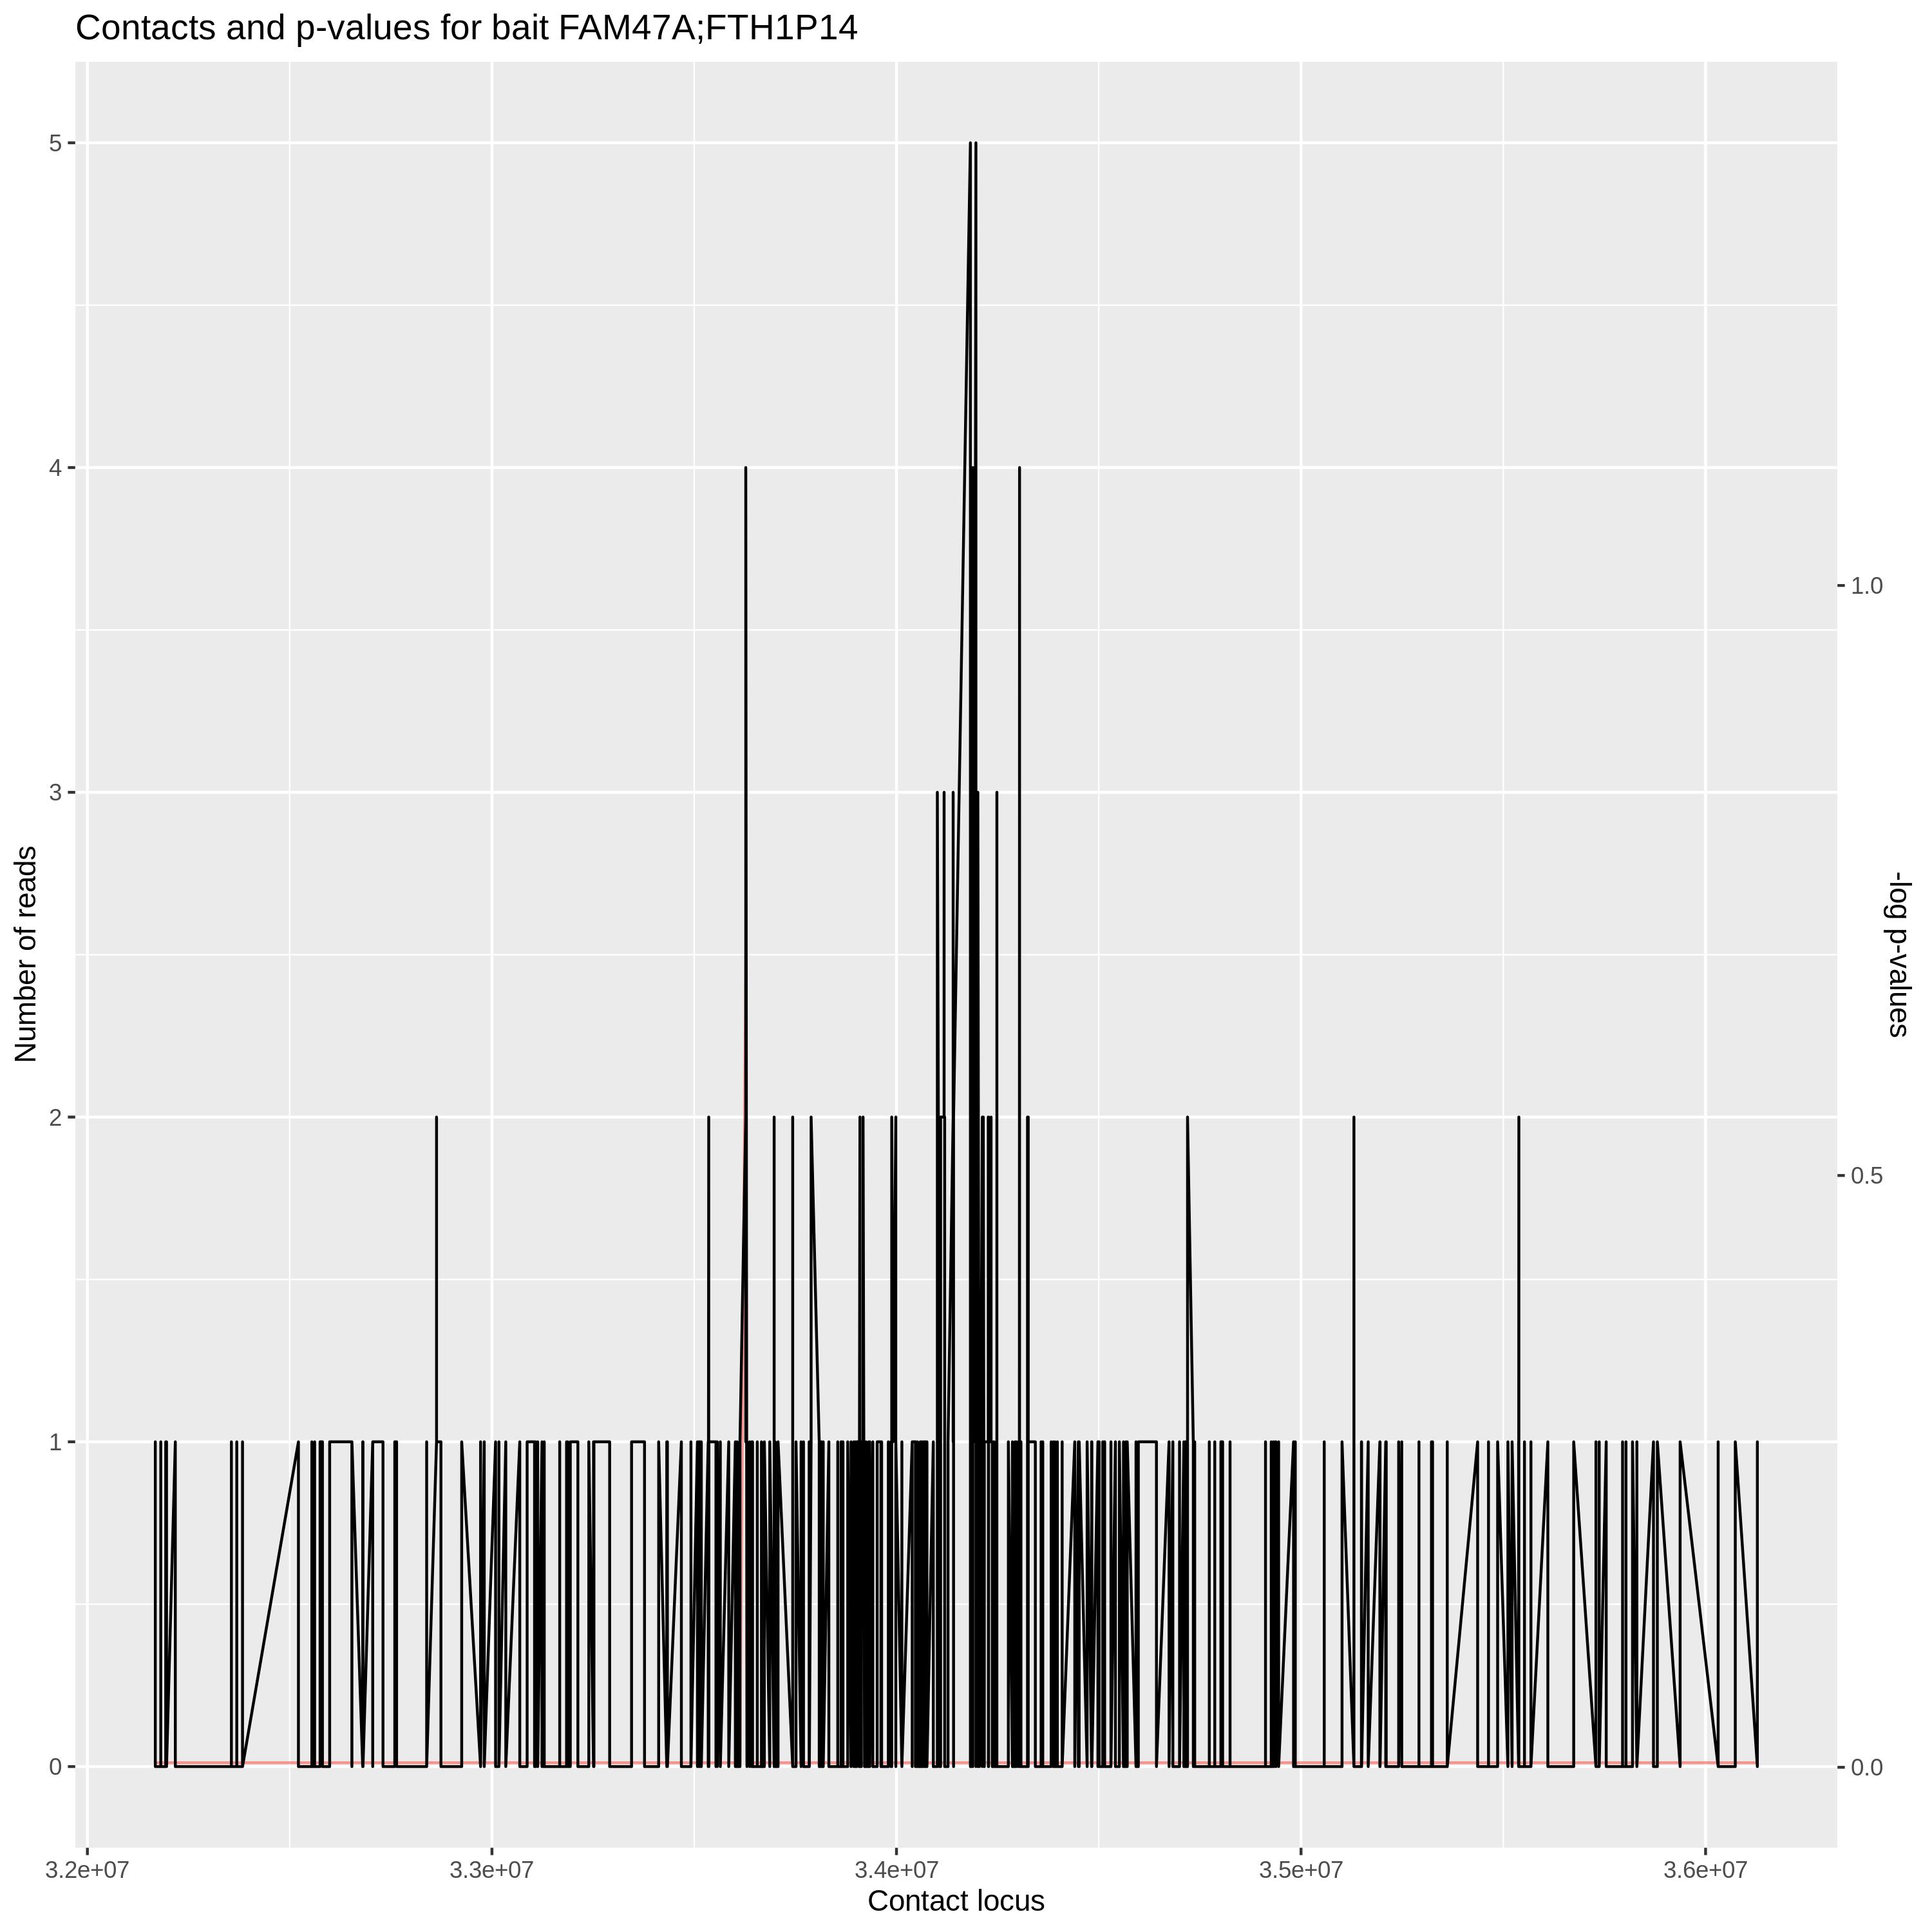 Contacts and p-values for bait FAM47A;FTH1P14
5
4
3
2
1
0
Number of reads
1.0
0.5
0.0
-log p-values
3.2e+07
3.3e+07
3.4e+07
3.5e+07
3.6e+07
Contact locus